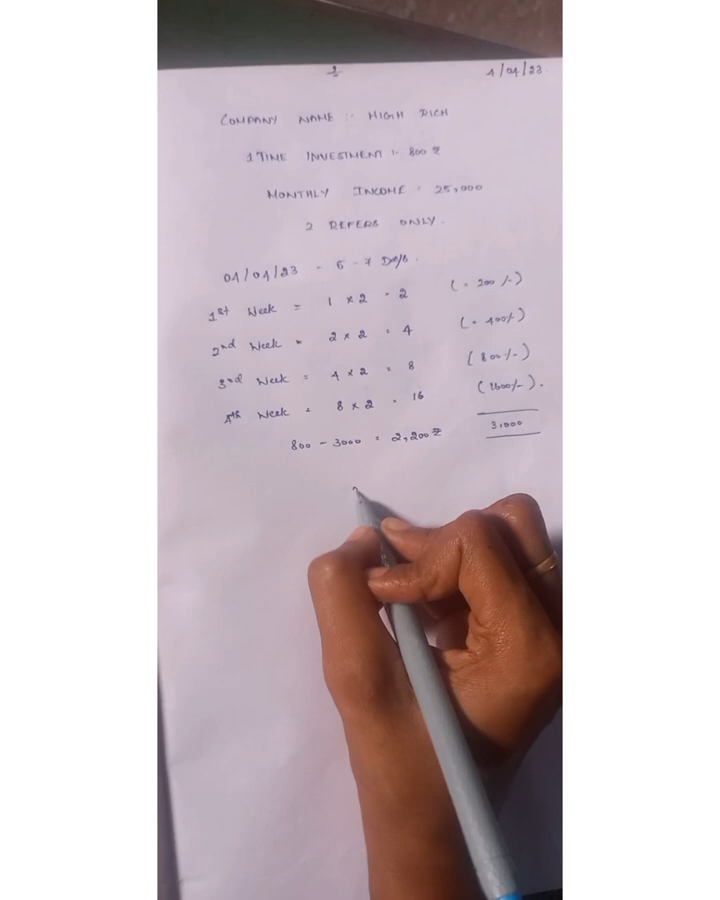 2
1/04/23
COMPANY NAME :- HIGH RICH
1 TIME INVESTMENT :- 800 ₹
MONTHLY INCOME : 25,000
2 REFERS ONLY.
01/04/23 - 5-7 Days.
1st Week = 1 x 2 = 2 (= 200/-)
2nd Week = 2 x 2 = 4 (= 400/-)
3rd Week = 4 x 2 = 8 (800/-)
4th Week = 8 x 2 = 16 (1600/-).
3,000
800 - 3000 = 2,200 ₹